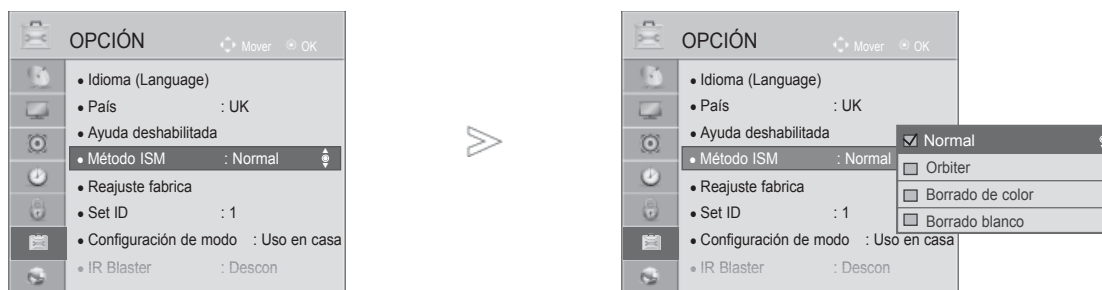 OPCIÓN Mover OK
• Idioma (Language)
• País : UK
• Ayuda deshabilitada
• Método ISM : Normal
• Reajuste fabrica
• Set ID : 1
• Configuración de modo : Uso en casa
• IR Blaster : Descon
OPCIÓN Mover OK
• Idioma (Language)
• País : UK
• Ayuda deshabilitada
• Método ISM : Normal
• Reajuste fabrica
• Set ID : 1
• Configuración de modo : Uso en casa
• IR Blaster : Descon
Normal
Orbiter
Borrado de color
Borrado blanco